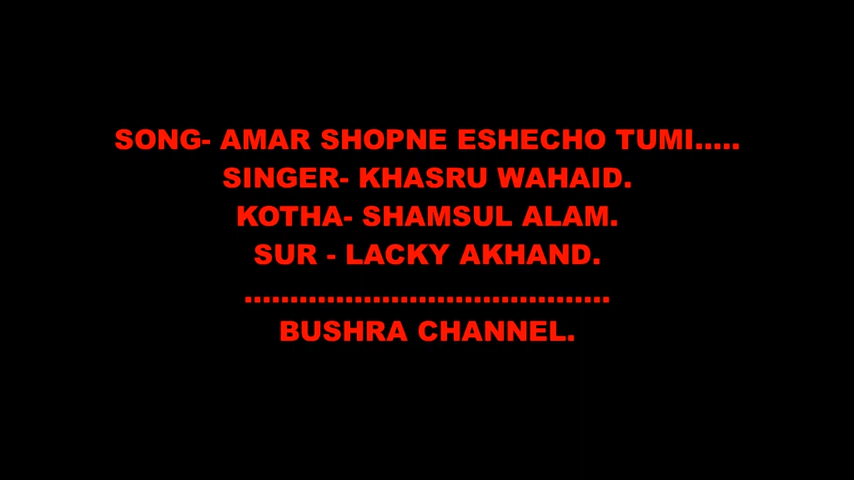 SONG- AMAR SHOPNE ESHECHO TUMI.....
SINGER- KHASRU WAHAID.
KOTHA- SHAMSUL ALAM.
SUR - LACKY AKHAND.
........................................
BUSHRA CHANNEL.